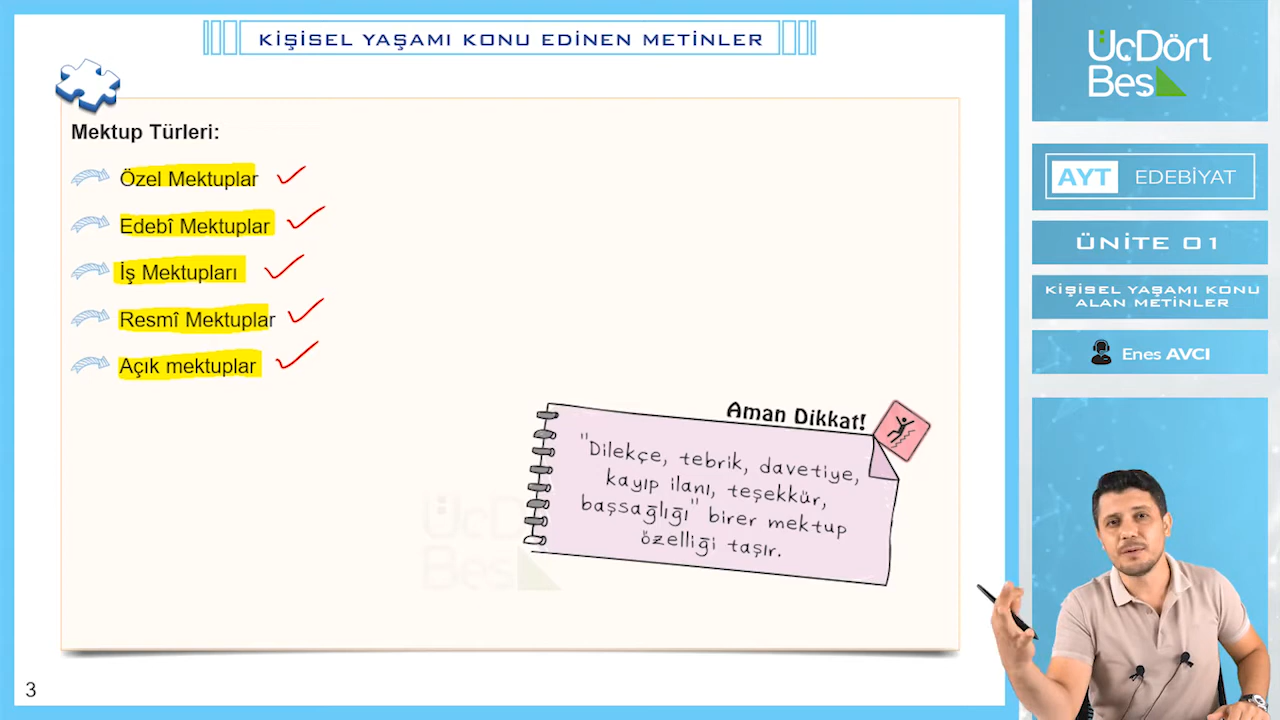 KİŞİSEL YAŞAMI KONU EDİNEN METİNLER
Mektup Türleri:
Özel Mektuplar
Edebî Mektuplar
İş Mektupları
Resmî Mektuplar
Açık mektuplar
Aman Dikkat!
"Dilekçe, tebrik, davetiye,
kayıp ilanı, teşekkür,
başsağlığı" birer mektup
özelliği taşır.
ÜçDört
Beş
3
ÜçDört
Beş
AYT EDEBİYAT
ÜNİTE 01
KİŞİSEL YAŞAMI KONU
ALAN METİNLER
Enes AVCI